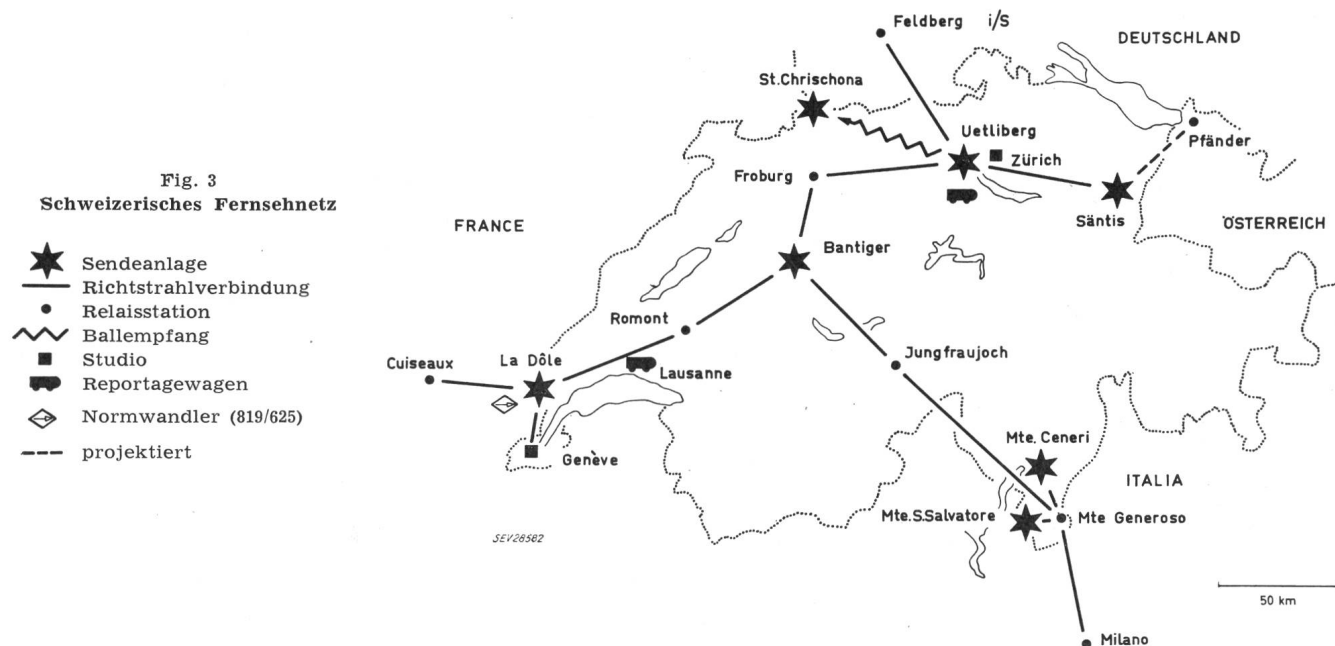 Fig. 3
Schweizerisches Fernsehnetz
Sendeanlage
Richtstrahlverbindung
Relaisstation
Ballempfang
Studio
Reportagewagen
Normwandler (819/625)
projektiert
Feldberg i/S
DEUTSCHLAND
St.Chrischona
Uetliberg
Zürich
Pfänder
Froburg
Säntis
ÖSTERREICH
FRANCE
Bantiger
Romont
Cuiseaux
La Dôle
Lausanne
Jungfraujoch
Genève
Mte. Ceneri
ITALIA
Mte.S.Salvatore
Mte Generoso
SEV28582
50 km
Milano